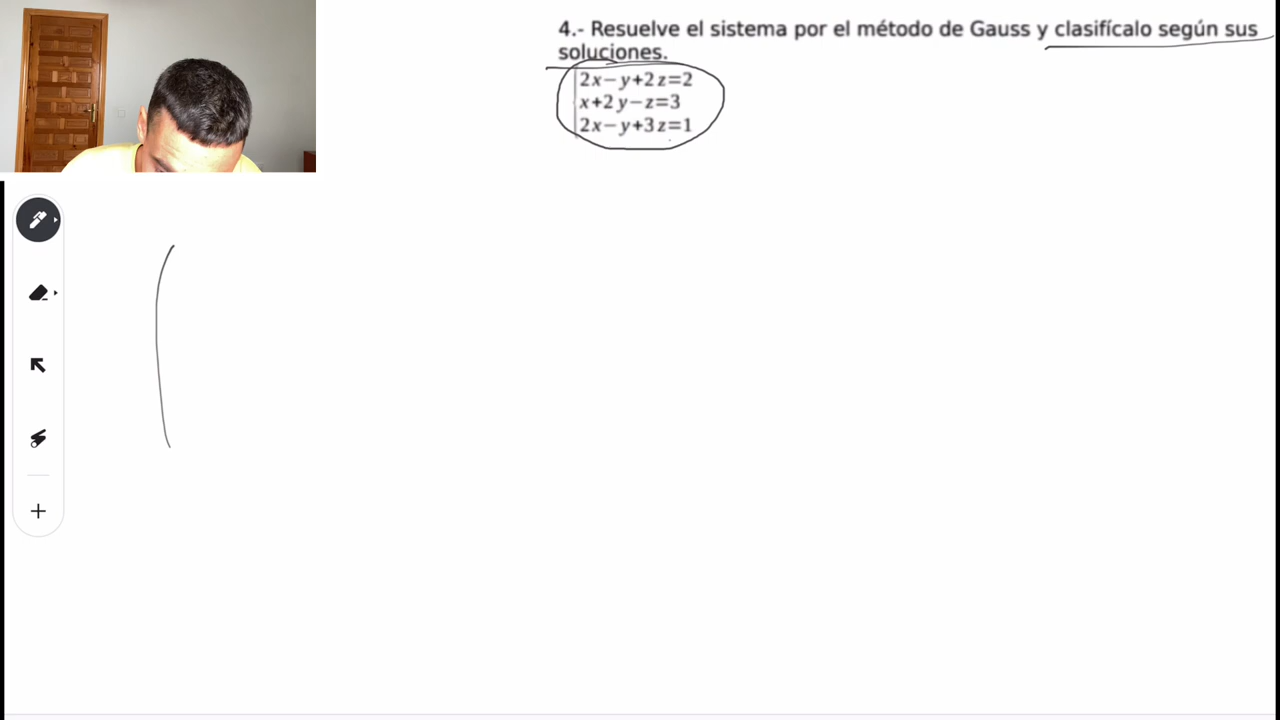 4.- Resuelve el sistema por el método de Gauss y clasifícalo según sus
soluciones.
2x−y+2z=2
x+2y−z=3
2x−y+3z=1